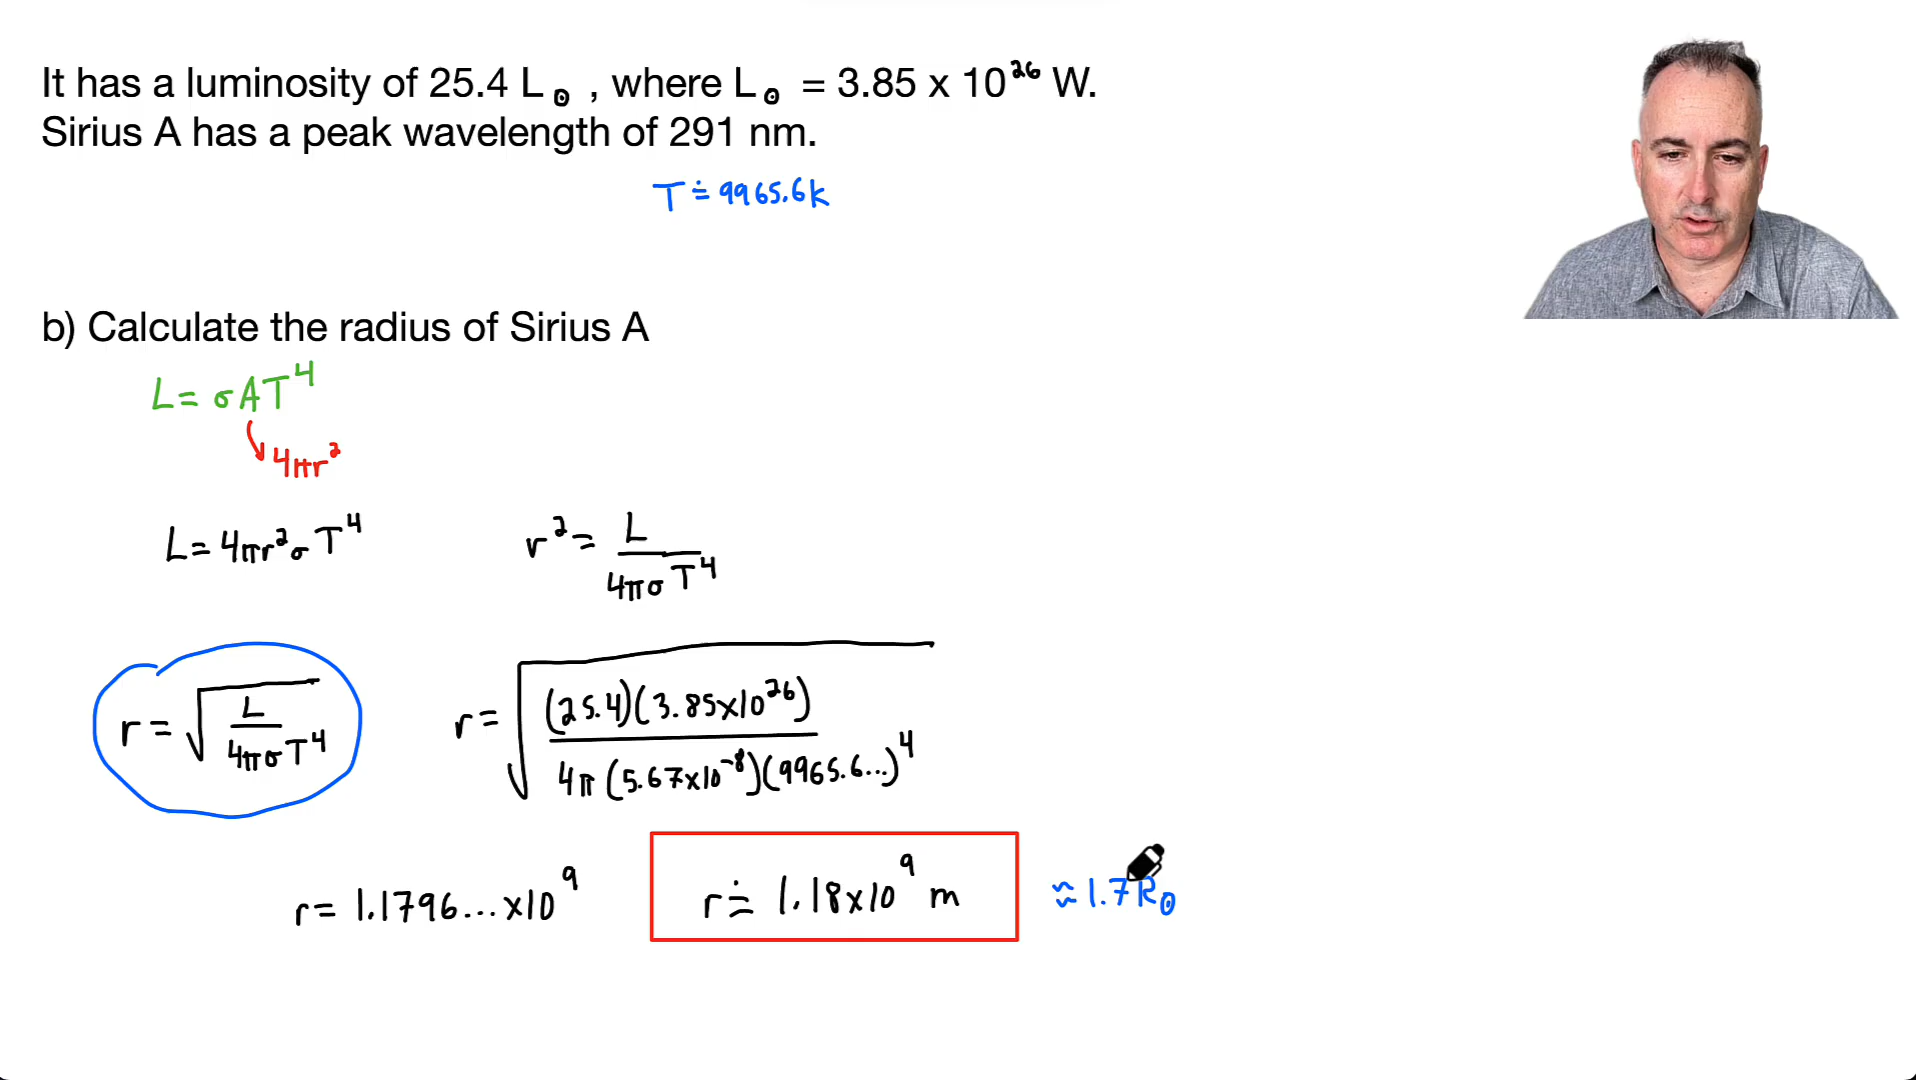 It has a luminosity of 25.4 L⊙ , where L⊙ = 3.85 x 10²⁶ W.
Sirius A has a peak wavelength of 291 nm.
T ≐ 9965.6k
b) Calculate the radius of Sirius A
L = σAT⁴
4πr²
L = 4πr²σT⁴
r² = L / 4πσT⁴
r = √(L / 4πσT⁴)
r = √((25.4)(3.85x10²⁶) / 4π(5.67x10⁻⁸)(9965.6...)⁴)
r = 1.1796... x10⁹
r ≐ 1.18x10⁹ m
≈ 1.7R⊙